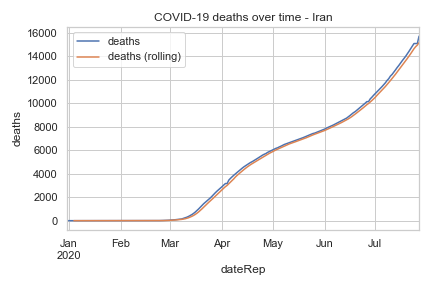 COVID-19 deaths over time - Iran
deaths
deaths (rolling)
16000
14000
12000
10000
8000
6000
4000
2000
0
deaths
Jan Feb Mar Apr May Jun Jul
2020
dateRep